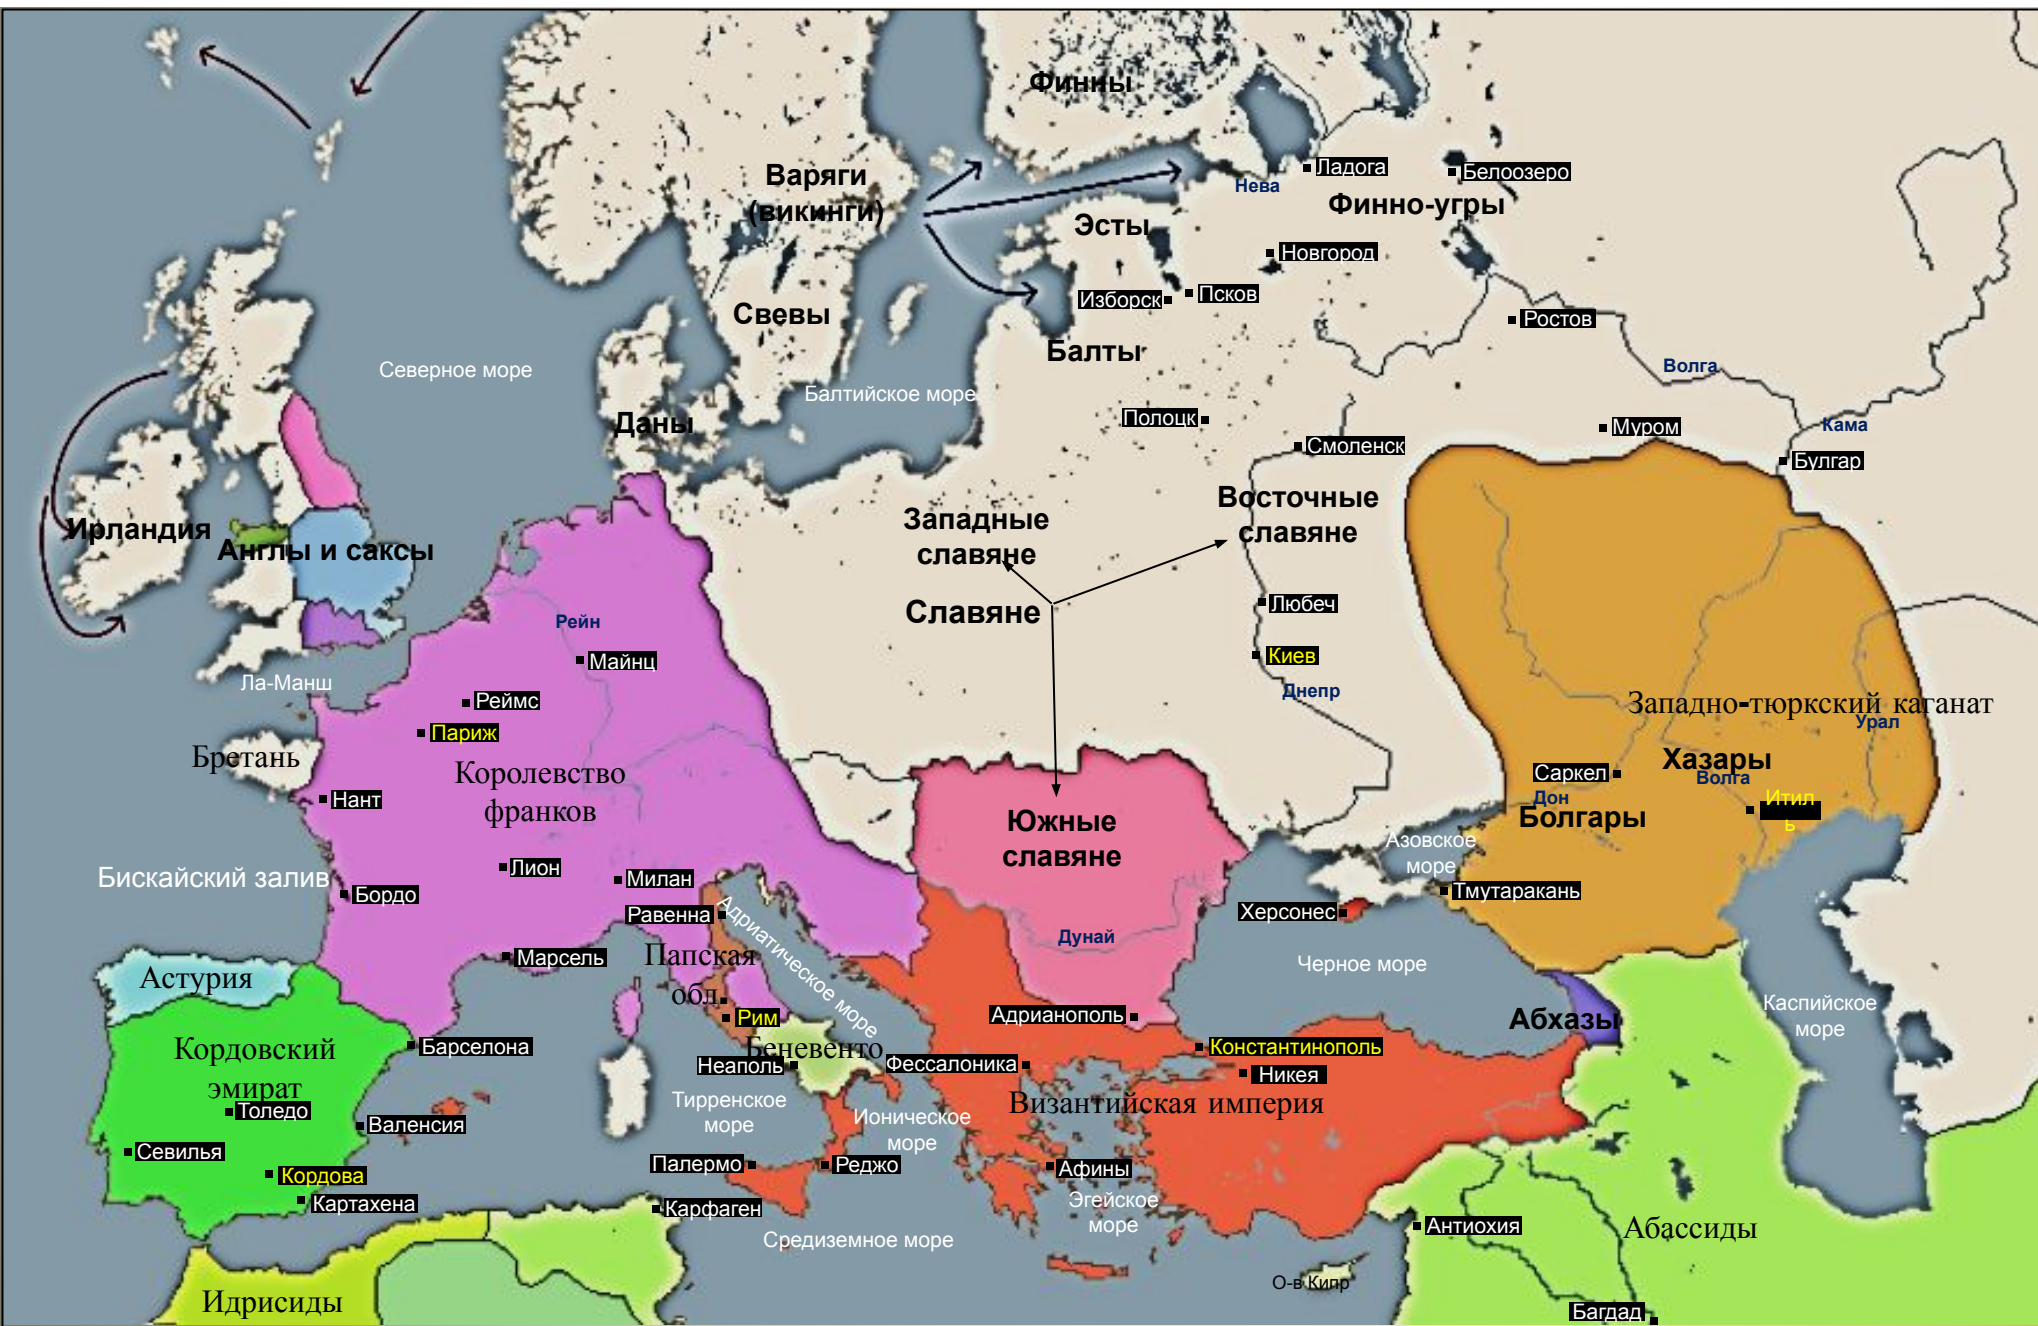 Финны
Ладога
Белоозеро
Нева
Варяги
(викинги)
Финно-угры
Эсты
Новгород
Изборск
Псков
Свевы
Ростов
Балты
Северное море
Волга
Балтийское море
Даны
Полоцк
Муром
Кама
Смоленск
Булгар
Ирландия
Англы и саксы
Западные
славяне
Восточные
славяне
Славяне
Любеч
Рейн
Майнц
Киев
Днепр
Ла-Манш
Реймс
Париж
Западно-тюркский каганат
Урал
Бретань
Королевство
франков
Хазары
Саркел
Волга
Нант
Дон
Итил
ь
Болгары
Южные
славяне
Азовское
море
Бискайский залив
Лион
Милан
Бордо
Тмутаракань
Равенна
Херсонес
Адриатическое море
Дунай
Марсель
Папская
обл.
Черное море
Астурия
Каспийское
море
Рим
Адрианополь
Абхазы
Кордовский
эмират
Барселона
Беневенто
Константинополь
Неаполь
Фессалоника
Никея
Тирренское
море
Ионическое
море
Византийская империя
Толедо
Валенсия
Севилья
Палермо
Реджо
Афины
Кордова
Картахена
Карфаген
Эгейское
море
Антиохия
Абассиды
Средиземное море
О-в Кипр
Идрисиды
Багдад